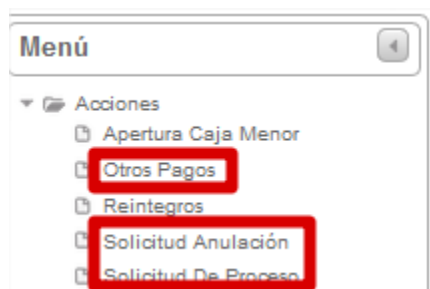 Menú
Acciones
Apertura Caja Menor
Otros Pagos
Reintegros
Solicitud Anulación
Solicitud De Proceso